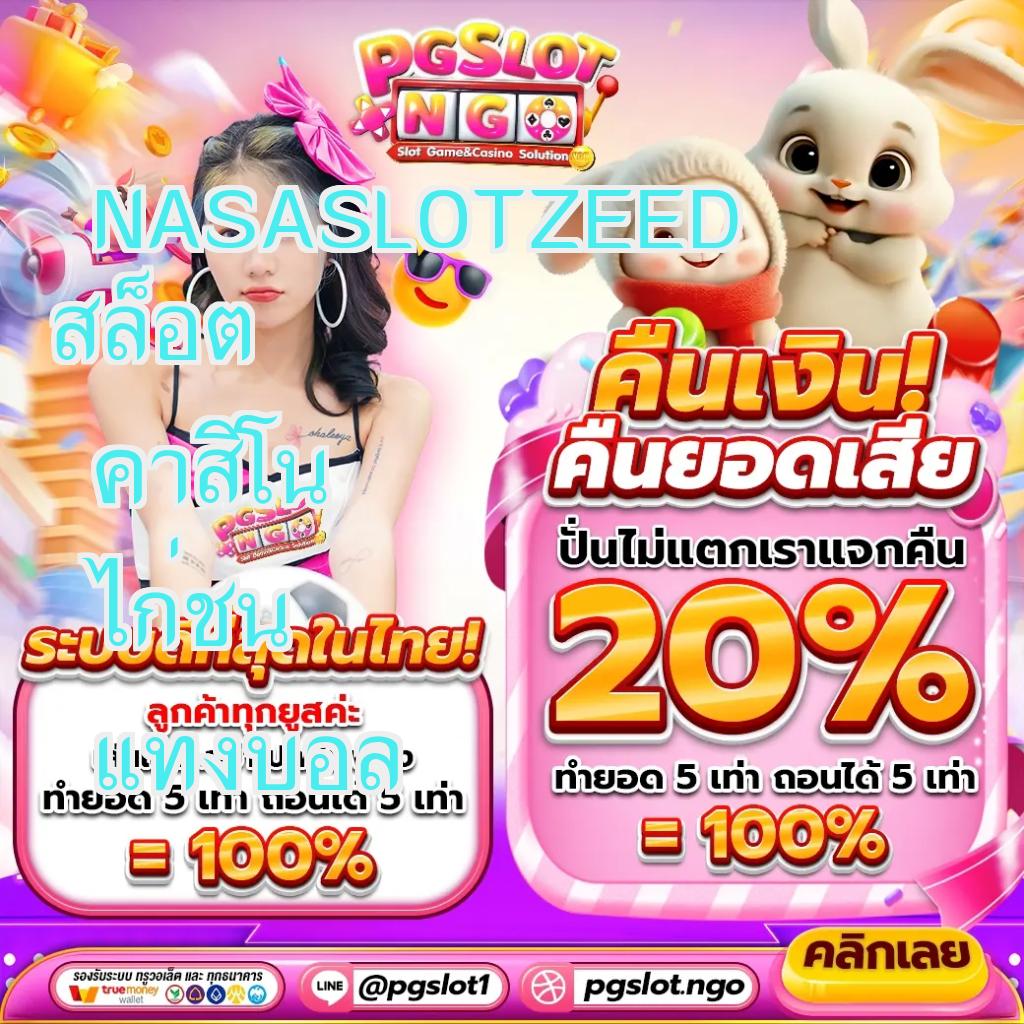 PGSLOT
NGO
Slot Game&Casino Solution
NASASLOTZEED
สล็อต
คาสิโน
ไก่ชน
แทงบอล
ohaleeya
PGSLOT
NGO
Slot Game&Casino Solution
คืนเงิน!
คืนยอดเสีย
ปั่นไม่แตกเราแจกคืน
20%
ทำยอด 5 เท่า ถอนได้ 5 เท่า
= 100%
ระบบดีที่สุดในไทย!
ลูกค้าทุกยูสค่ะ
ทำยอด 5 เท่า ถอนได้ 5 เท่า
= 100%
คลิกเลย
รองรับระบบ ทรูวอเล็ต และ ทุกธนาคาร
truemoney
wallet
LINE @pgslot1
pgslot.ngo